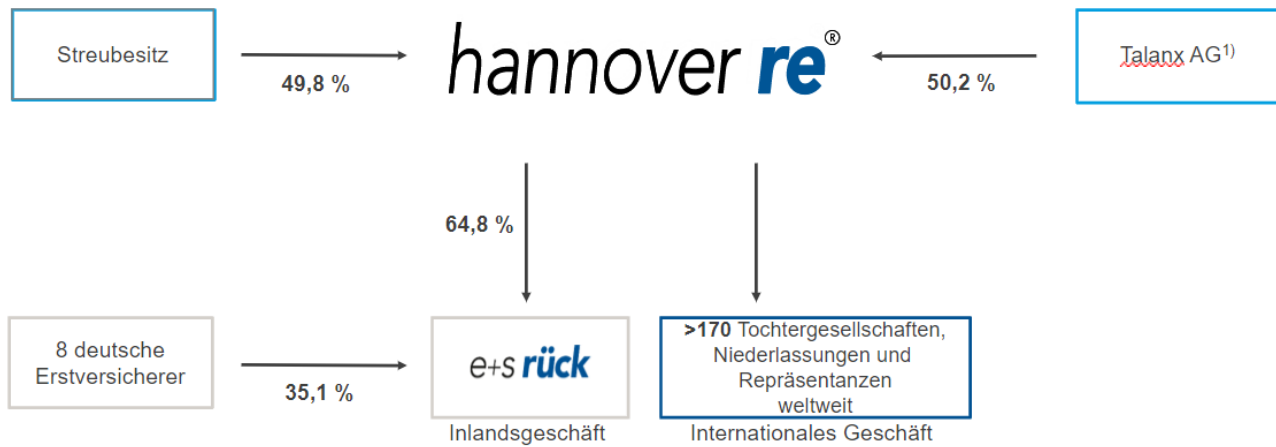 Streubesitz
49,8 %
hannover re®
50,2 %
Talanx AG1)
64,8 %
8 deutsche
Erstversicherer
35,1 %
e+s rück
>170 Tochtergesellschaften,
Niederlassungen und
Repräsentanzen
weltweit
Inlandsgeschäft
Internationales Geschäft